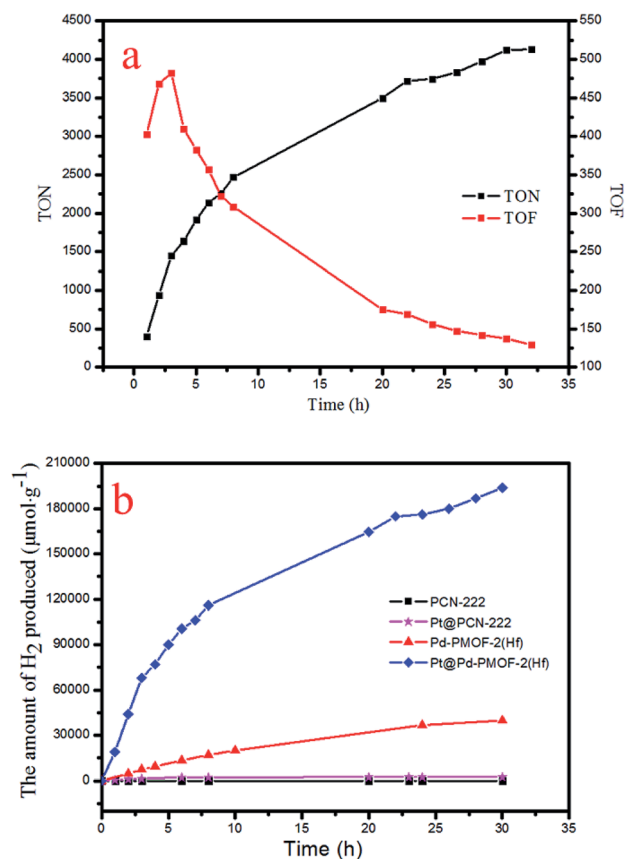 a
4500
4000
3500
3000
2500
2000
1500
1000
500
0
TON
550
500
450
400
350
300
250
200
150
100
TOF
TON
TOF
0 5 10 15 20 25 30 35
Time (h)
b
210000
180000
150000
120000
90000
60000
30000
0
The amount of H2 produced (μmol·g⁻¹)
PCN-222
Pt@PCN-222
Pd-PMOF-2(Hf)
Pt@Pd-PMOF-2(Hf)
0 5 10 15 20 25 30 35
Time (h)